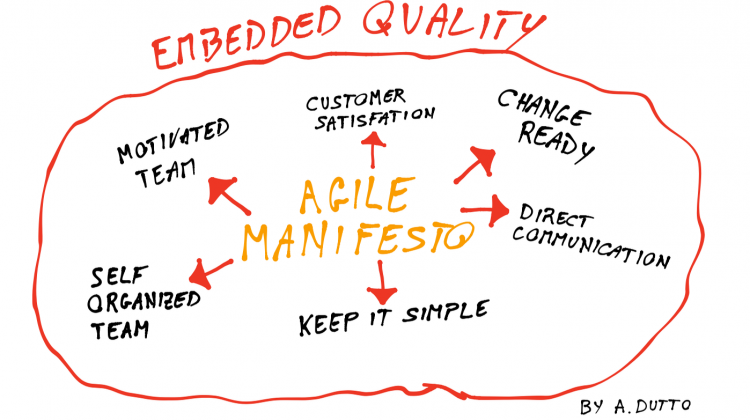 EMBEDDED QUALITY
CUSTOMER
SATISFATION
CHANGE
READY
MOTIVATED
TEAM
AGILE
MANIFESTO
DIRECT
COMMUNICATION
SELF
ORGANIZED
TEAM
KEEP IT SIMPLE
BY A. DUTTO